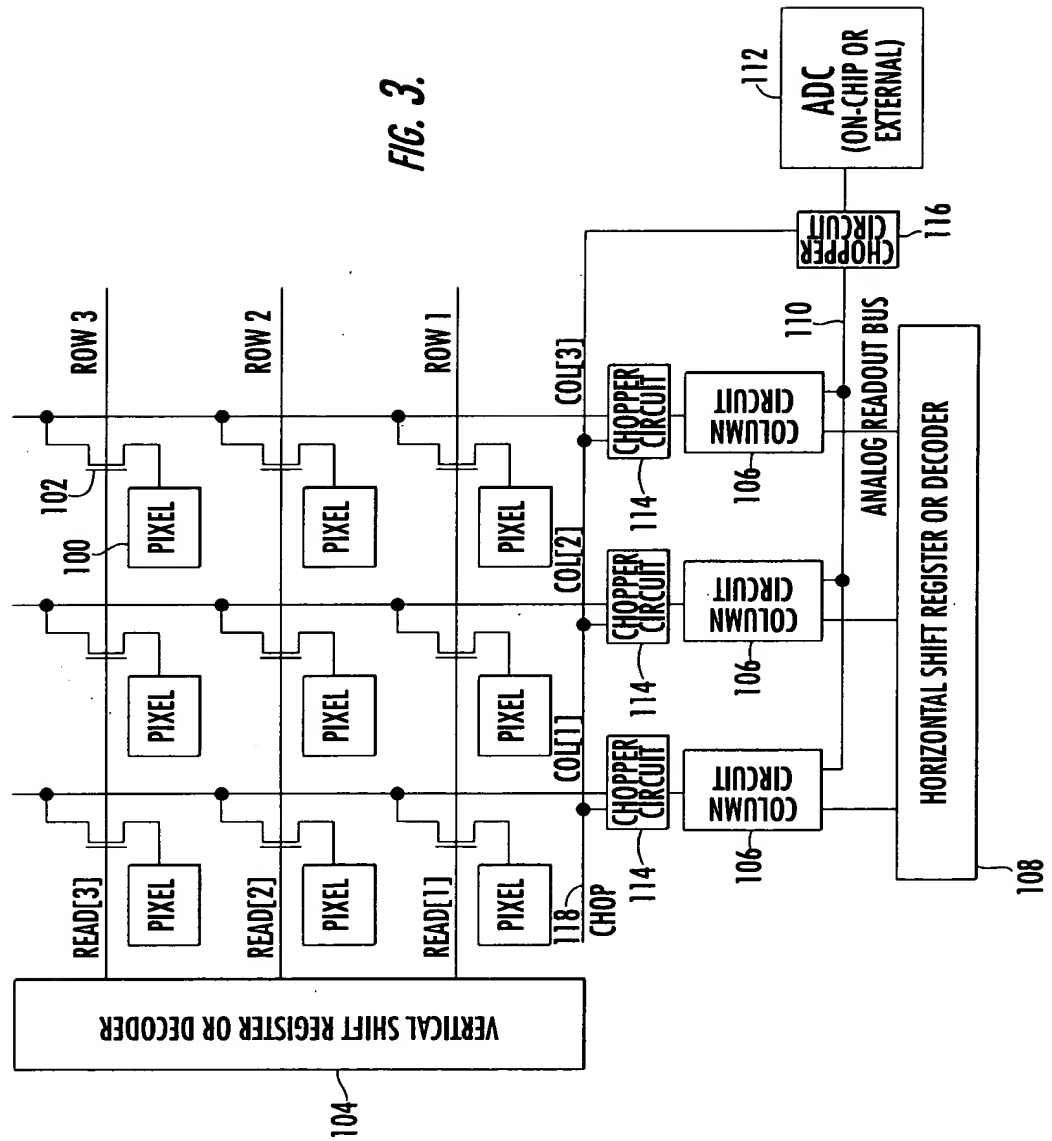 FIG. 3.
104
VERTICAL SHIFT REGISTER OR DECODER
READ[3]
ROW 3
102
100
PIXEL
PIXEL
PIXEL
READ[2]
ROW 2
PIXEL
PIXEL
PIXEL
READ[1]
ROW 1
PIXEL
PIXEL
PIXEL
118
CHOP
COL[1]
COL[2]
COL[3]
CHOPPER
CIRCUIT
114
CHOPPER
CIRCUIT
114
CHOPPER
CIRCUIT
114
COLUMN
CIRCUIT
106
COLUMN
CIRCUIT
106
COLUMN
CIRCUIT
106
110
ANALOG READOUT BUS
CHOPPER
CIRCUIT
116
ADC
(ON-CHIP OR
EXTERNAL)
112
HORIZONTAL SHIFT REGISTER OR DECODER
108